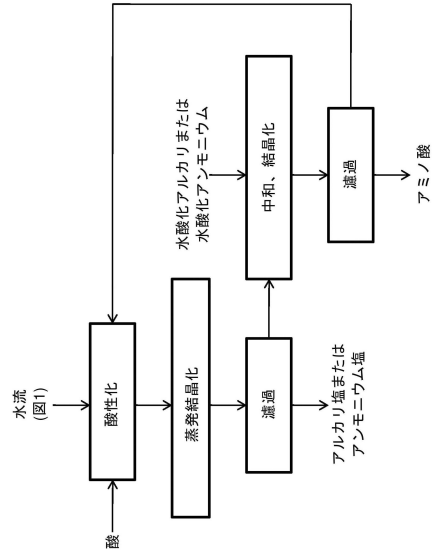 水流
(図1)
酸
酸性化
蒸発結晶化
濾過
アルカリ塩または
アンモニウム塩
水酸化アルカリまたは
水酸化アンモニウム
中和、結晶化
濾過
アミノ酸